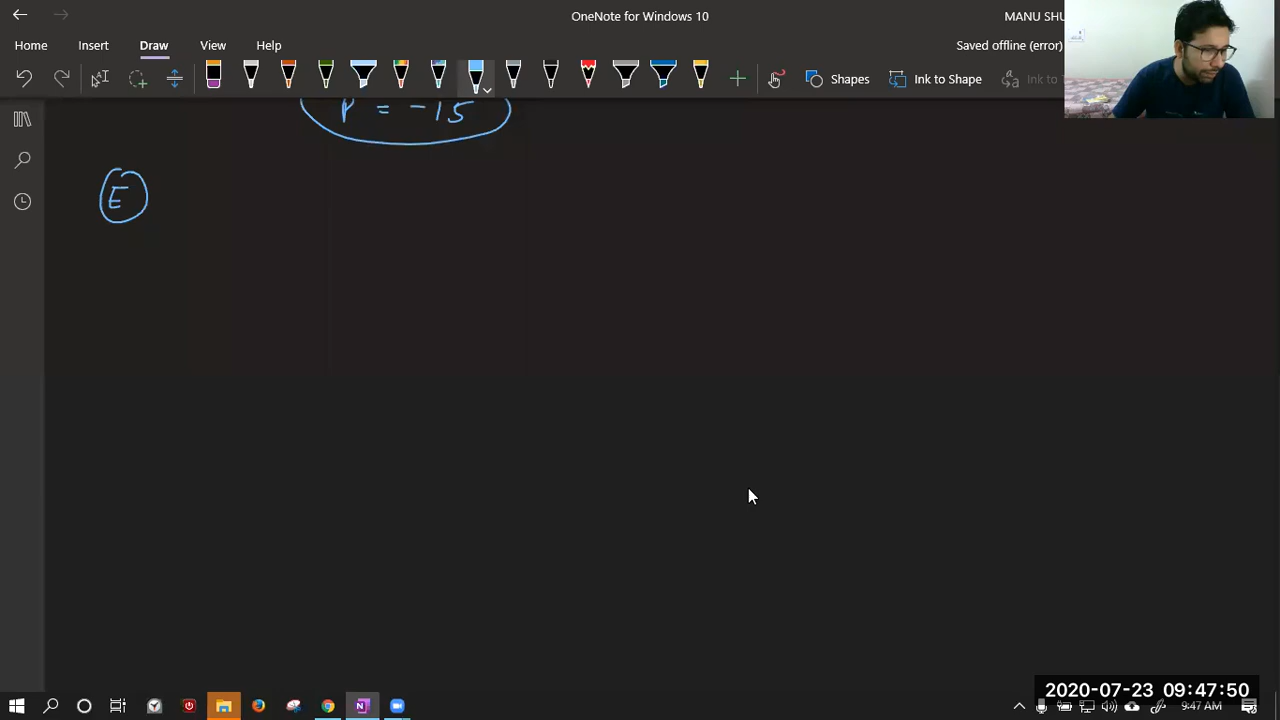 OneNote for Windows 10
MANU SHU
Home Insert Draw View Help
Saved offline (error)
Shapes Ink to Shape Ink to
P = -15
E
2020-07-23 09:47:50
9:47 AM